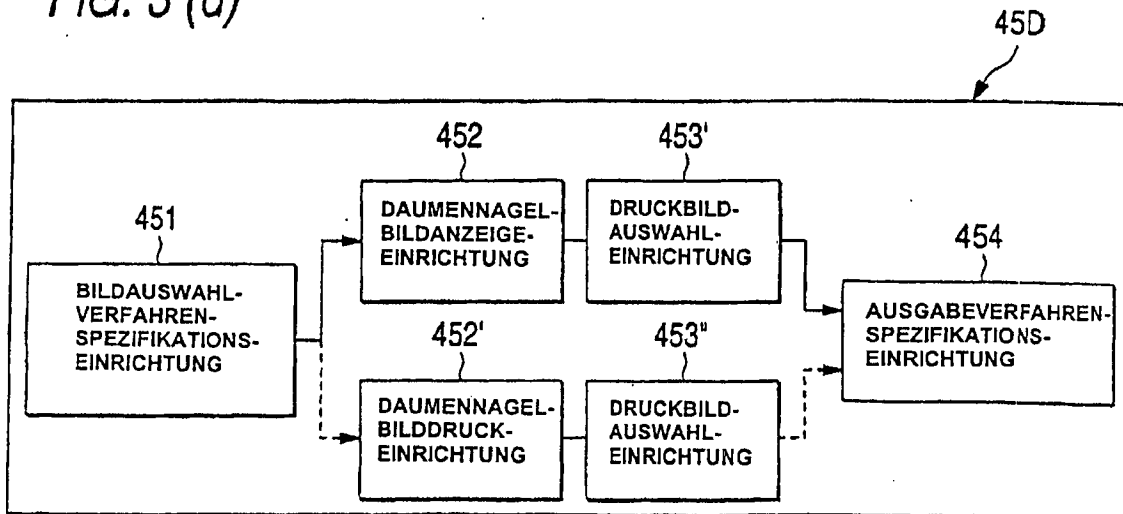 FIG. 3 (d)
45D
452
453'
DAUMENNAGEL-
BILDANZEIGE-
EINRICHTUNG
DRUCKBILD-
AUSWAHL-
EINRICHTUNG
451
BILDAUSWAHL-
VERFAHREN-
SPEZIFIKATIONS-
EINRICHTUNG
454
AUSGABEVERFAHREN-
SPEZIFIKATIONS-
EINRICHTUNG
452'
453"
DAUMENNAGEL-
BILDDRUCK-
EINRICHTUNG
DRUCKBILD-
AUSWAHL-
EINRICHTUNG